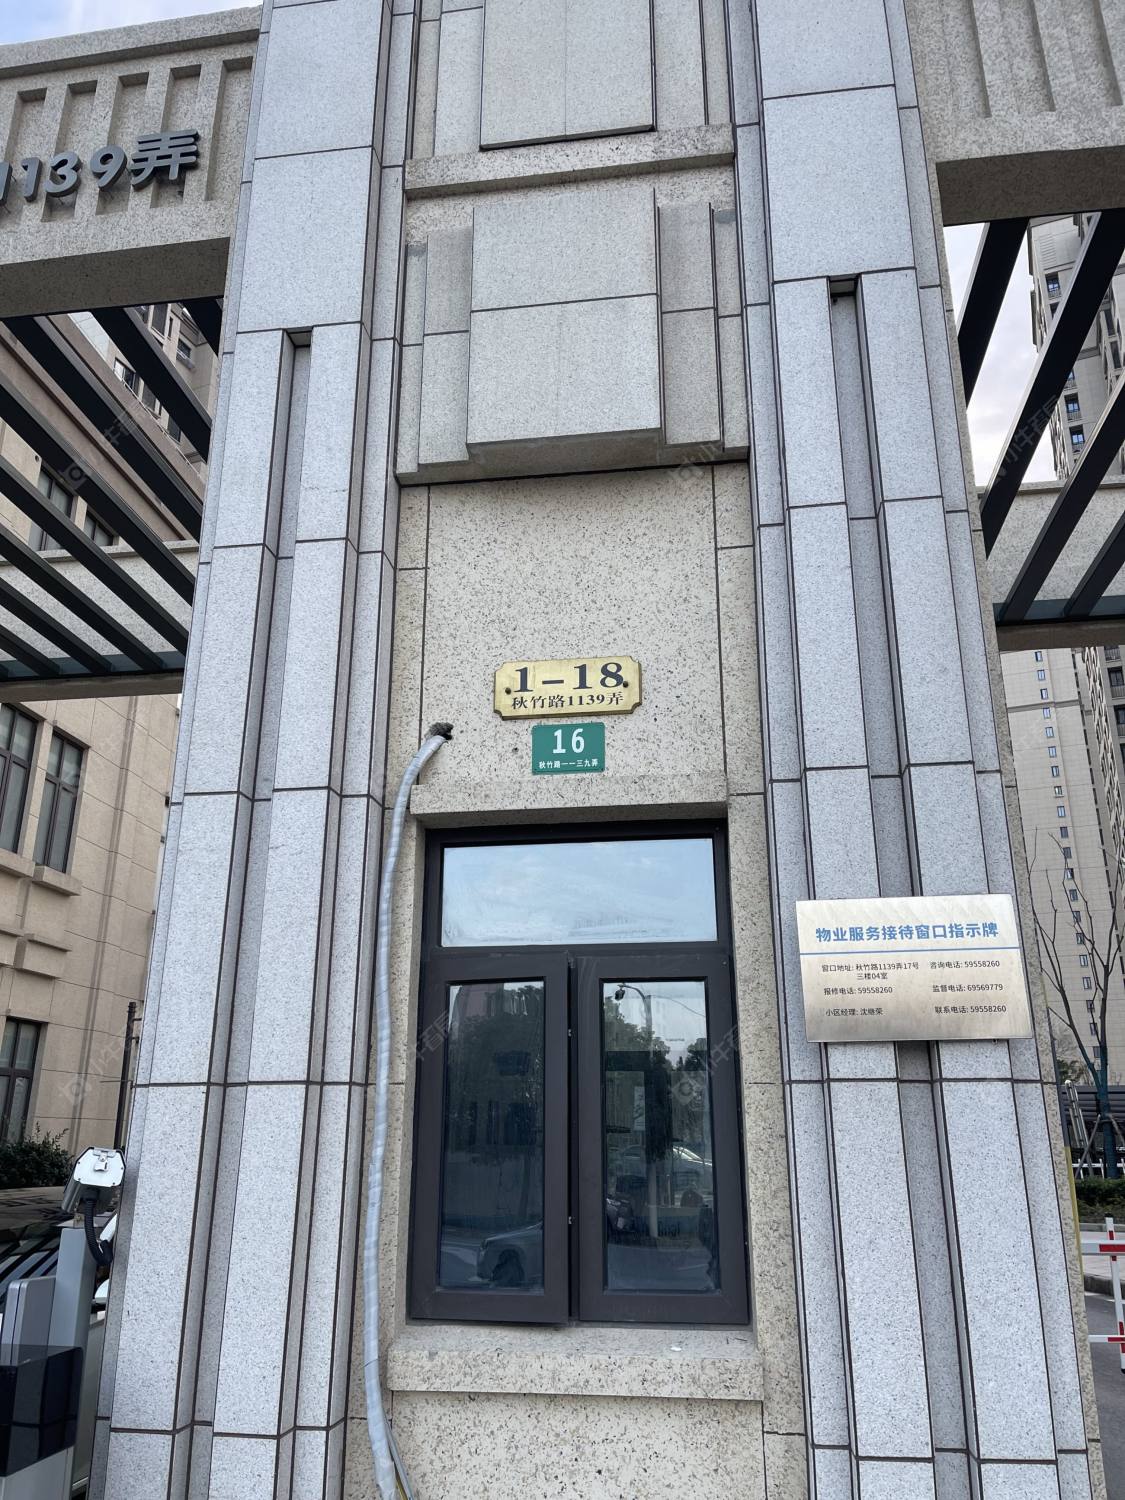 1139弄
1-18
秋竹路1139弄
16
秋竹路一一三九弄
物业服务接待窗口指示牌
窗口地址: 秋竹路1139弄17号 咨询电话: 59558260
三楼04室
报修电话: 59558260 监督电话: 69569779
小区经理: 沈继荣 联系电话: 59558260